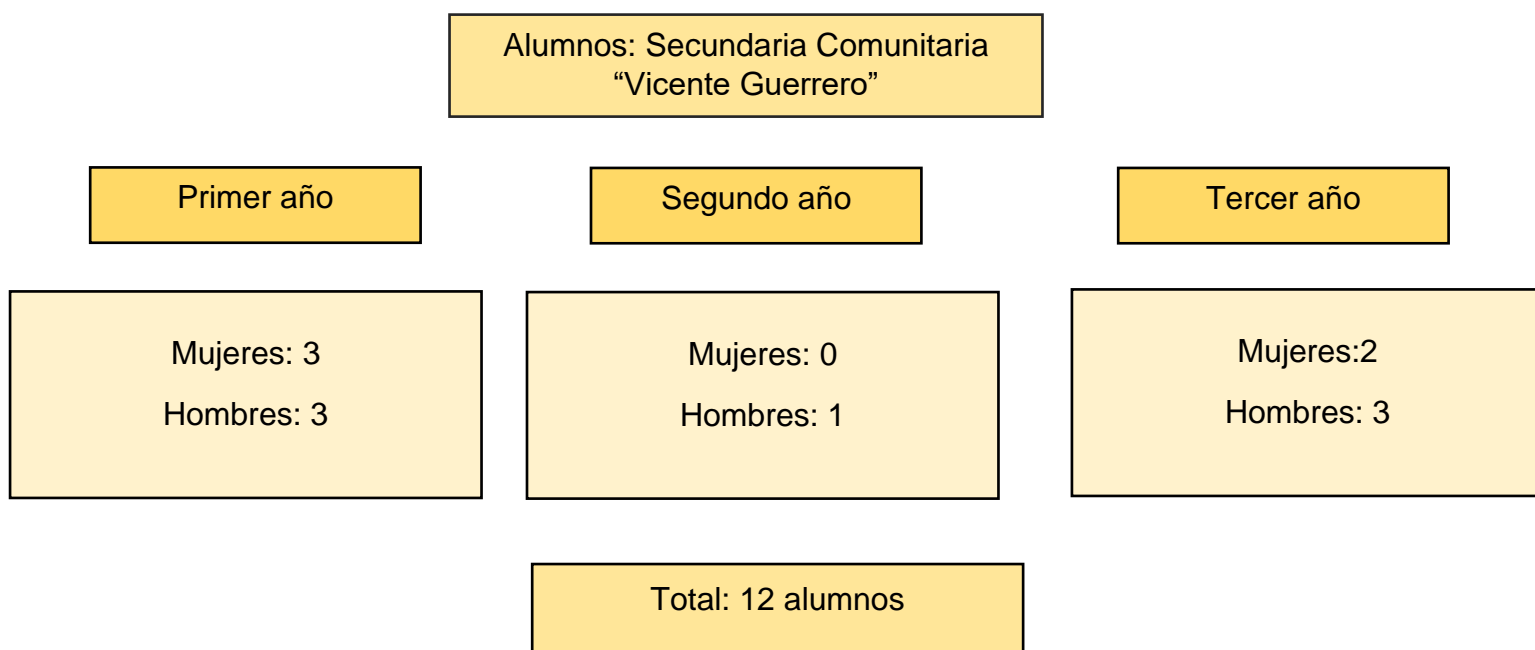 Alumnos: Secundaria Comunitaria
“Vicente Guerrero”
Primer año
Segundo año
Tercer año
Mujeres: 3
Hombres: 3
Mujeres: 0
Hombres: 1
Mujeres:2
Hombres: 3
Total: 12 alumnos